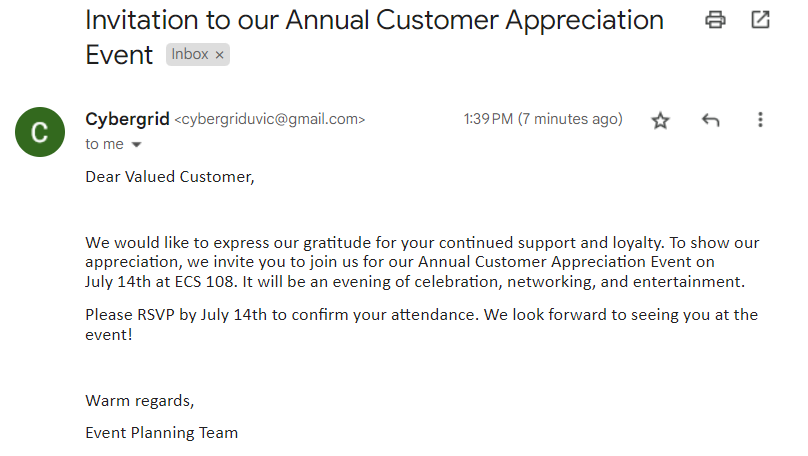 Invitation to our Annual Customer Appreciation
Event Inbox ×
C
Cybergrid <cybergriduvic@gmail.com> 1:39 PM (7 minutes ago)
to me
Dear Valued Customer,
We would like to express our gratitude for your continued support and loyalty. To show our
appreciation, we invite you to join us for our Annual Customer Appreciation Event on
July 14th at ECS 108. It will be an evening of celebration, networking, and entertainment.
Please RSVP by July 14th to confirm your attendance. We look forward to seeing you at the
event!
Warm regards,
Event Planning Team